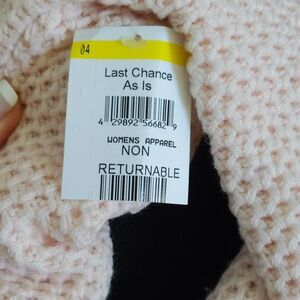 04
Last Chance
As Is
4 29892 56682 9
WOMENS APPAREL
NON
RETURNABLE